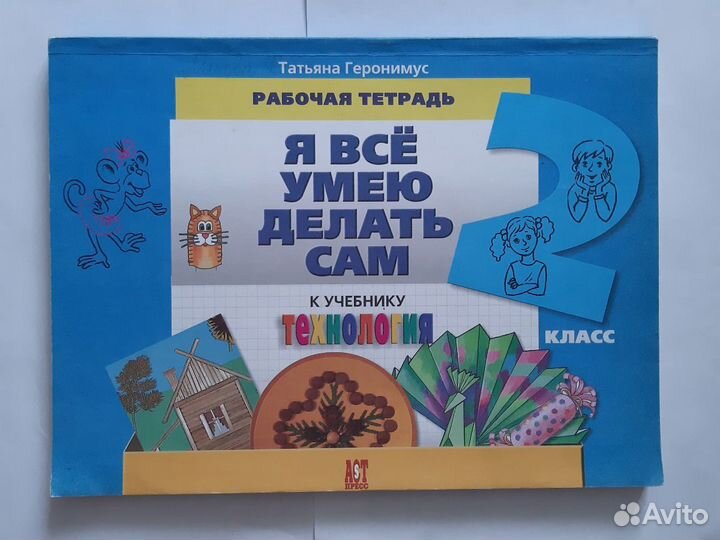 Татьяна Геронимус
РАБОЧАЯ ТЕТРАДЬ
Я ВСЁ
УМЕЮ
ДЕЛАТЬ
САМ
2
К УЧЕБНИКУ
ТЕХНОЛОГИЯ
КЛАСС
АСТ
ПРЕСС
Avito